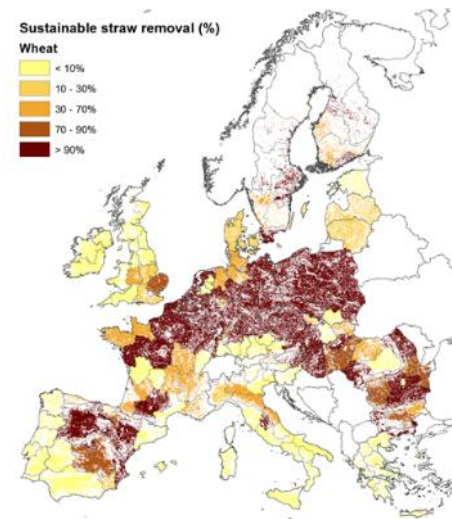 Sustainable straw removal (%)
Wheat
< 10%
10 - 30%
30 - 70%
70 - 90%
> 90%